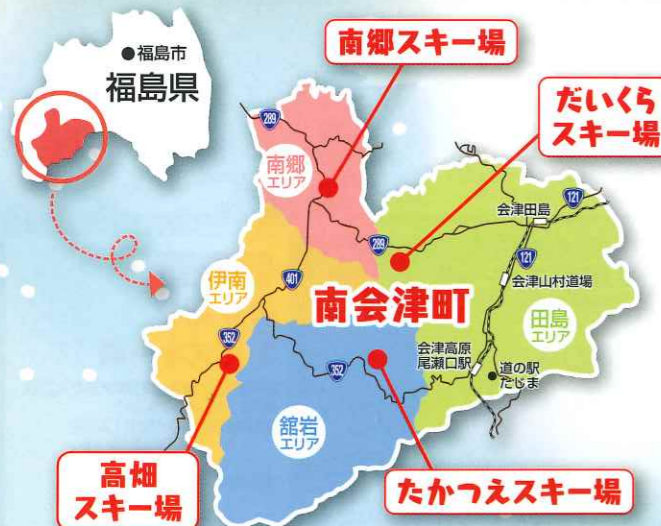 ●福島市
福島県
南郷スキー場
だいくら
スキー場
289
南郷
エリア
289
121
会津田島
121
会津山村道場
401
伊南
エリア
南会津町
田島
エリア
352
352
会津高原
尾瀬口駅
道の駅
たじま
舘岩
エリア
高畑
スキー場
たかつえスキー場